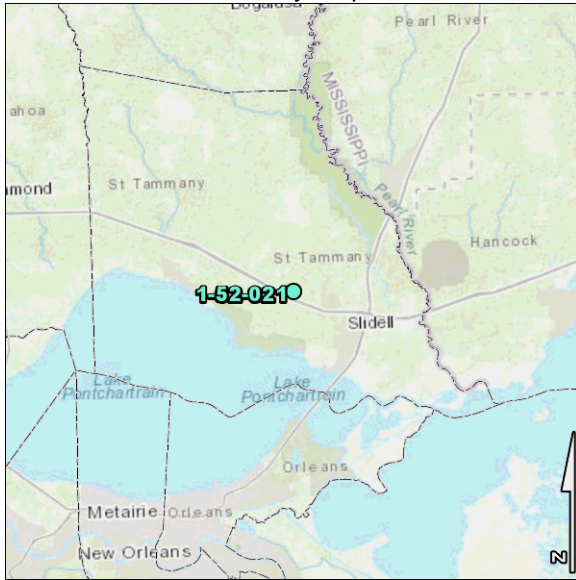 Bogalusa
Pearl River
MISSISSIPPI
ahoa
St Tammany
mmond
Pearl
River
St Tammany
Hancock
1-52-021
Slidell
Lake
Pontchartrain
Lake
Pontchartrain
Orleans
Metairie
Orleans
New Orleans
N